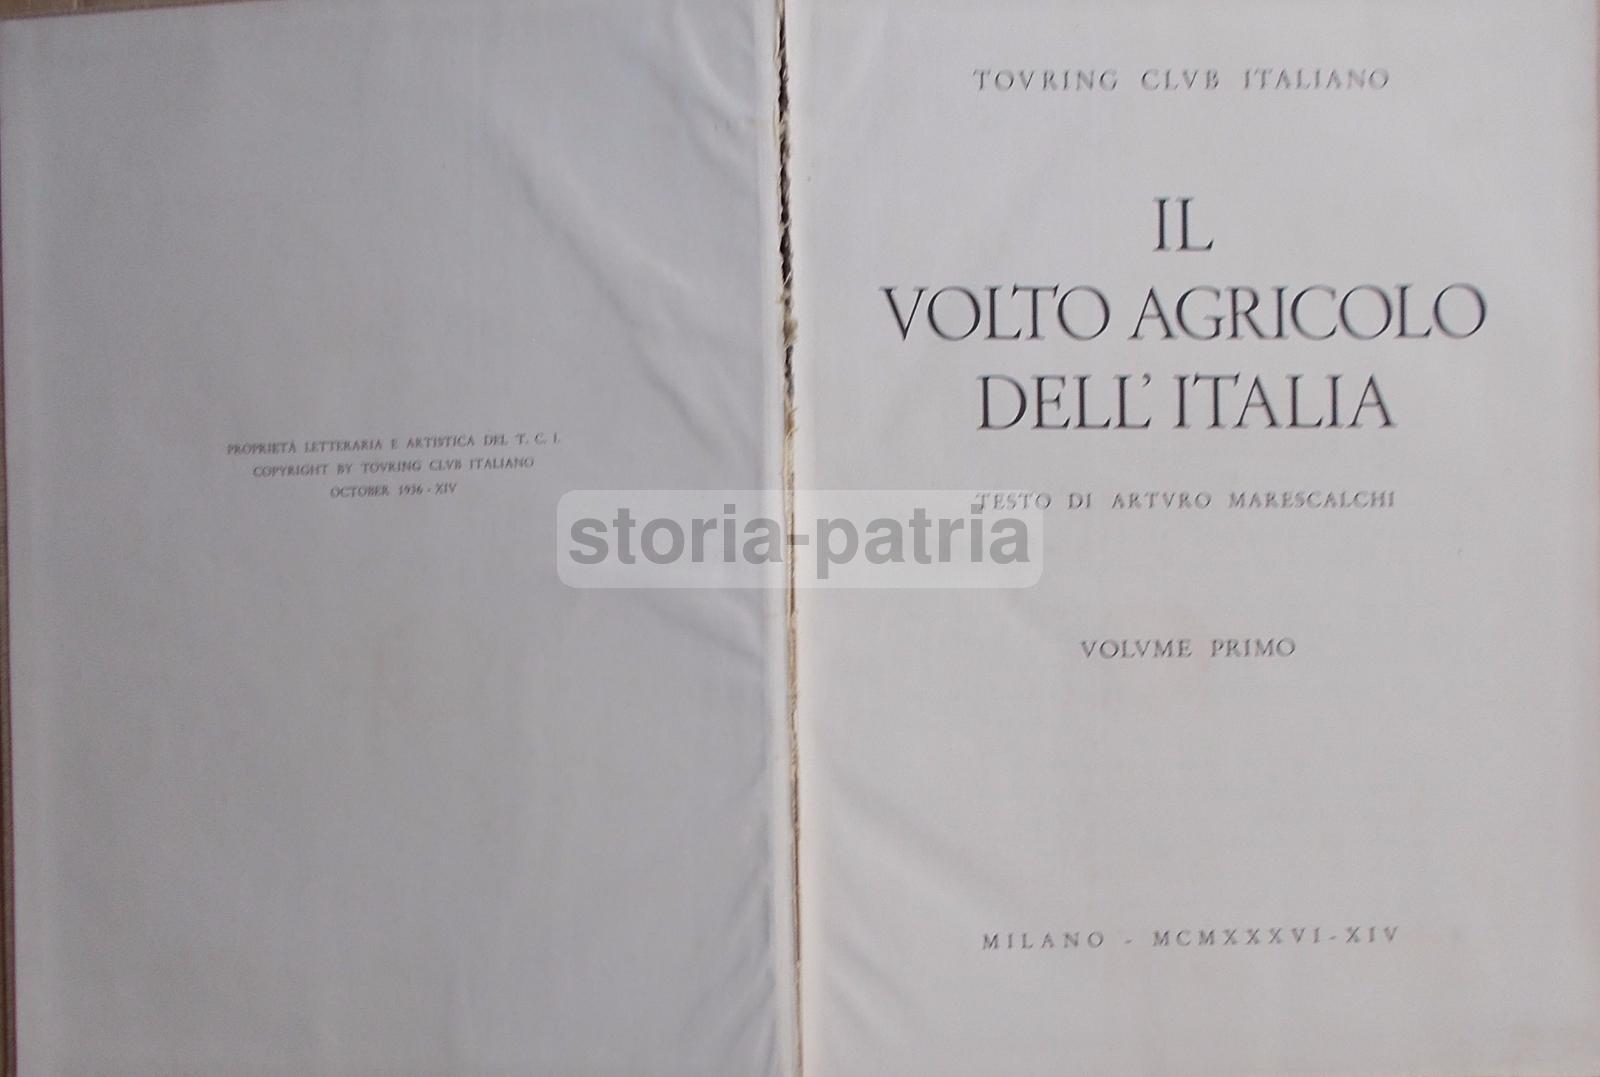 PROPRIETÀ LETTERARIA E ARTISTICA DEL T. C. I.
COPYRIGHT BY TOVRING CLVB ITALIANO
OCTOBER 1936 - XIV
TOVRING CLVB ITALIANO
IL
VOLTO AGRICOLO
DELL'ITALIA
TESTO DI ARTVRO MARESCALCHI
storia-patria
VOLVME PRIMO
MILANO - MCMXXXVI-XIV